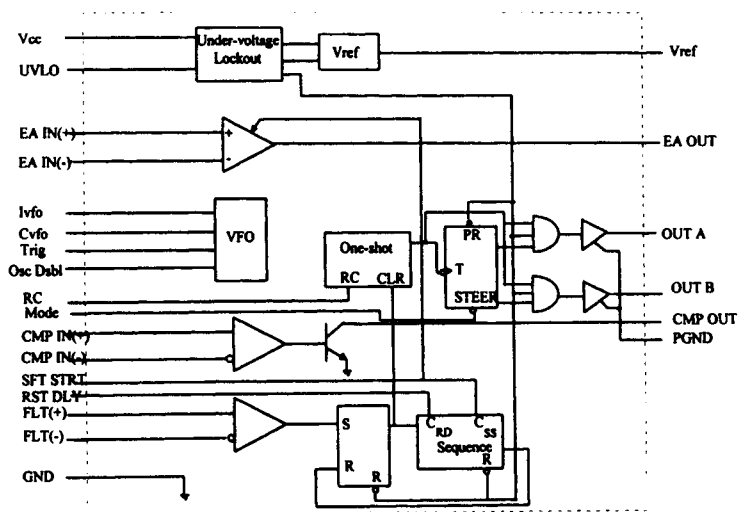 Vcc
UVLO
Under-voltage
Lockout
Vref
Vref
EA IN(+)
EA IN(-)
+
-
EA OUT
Ivfo
Cvfo
Trig
Osc Dsbl
VFO
One-shot
RC CLR
PR
T
STEER
OUT A
OUT B
CMP OUT
PGND
RC
Mode
CMP IN(+)
CMP IN(-)
SFT STRT
RST DLY
FLT(+)
FLT(-)
GND
S
R
R
CRD CSS
Sequence
R